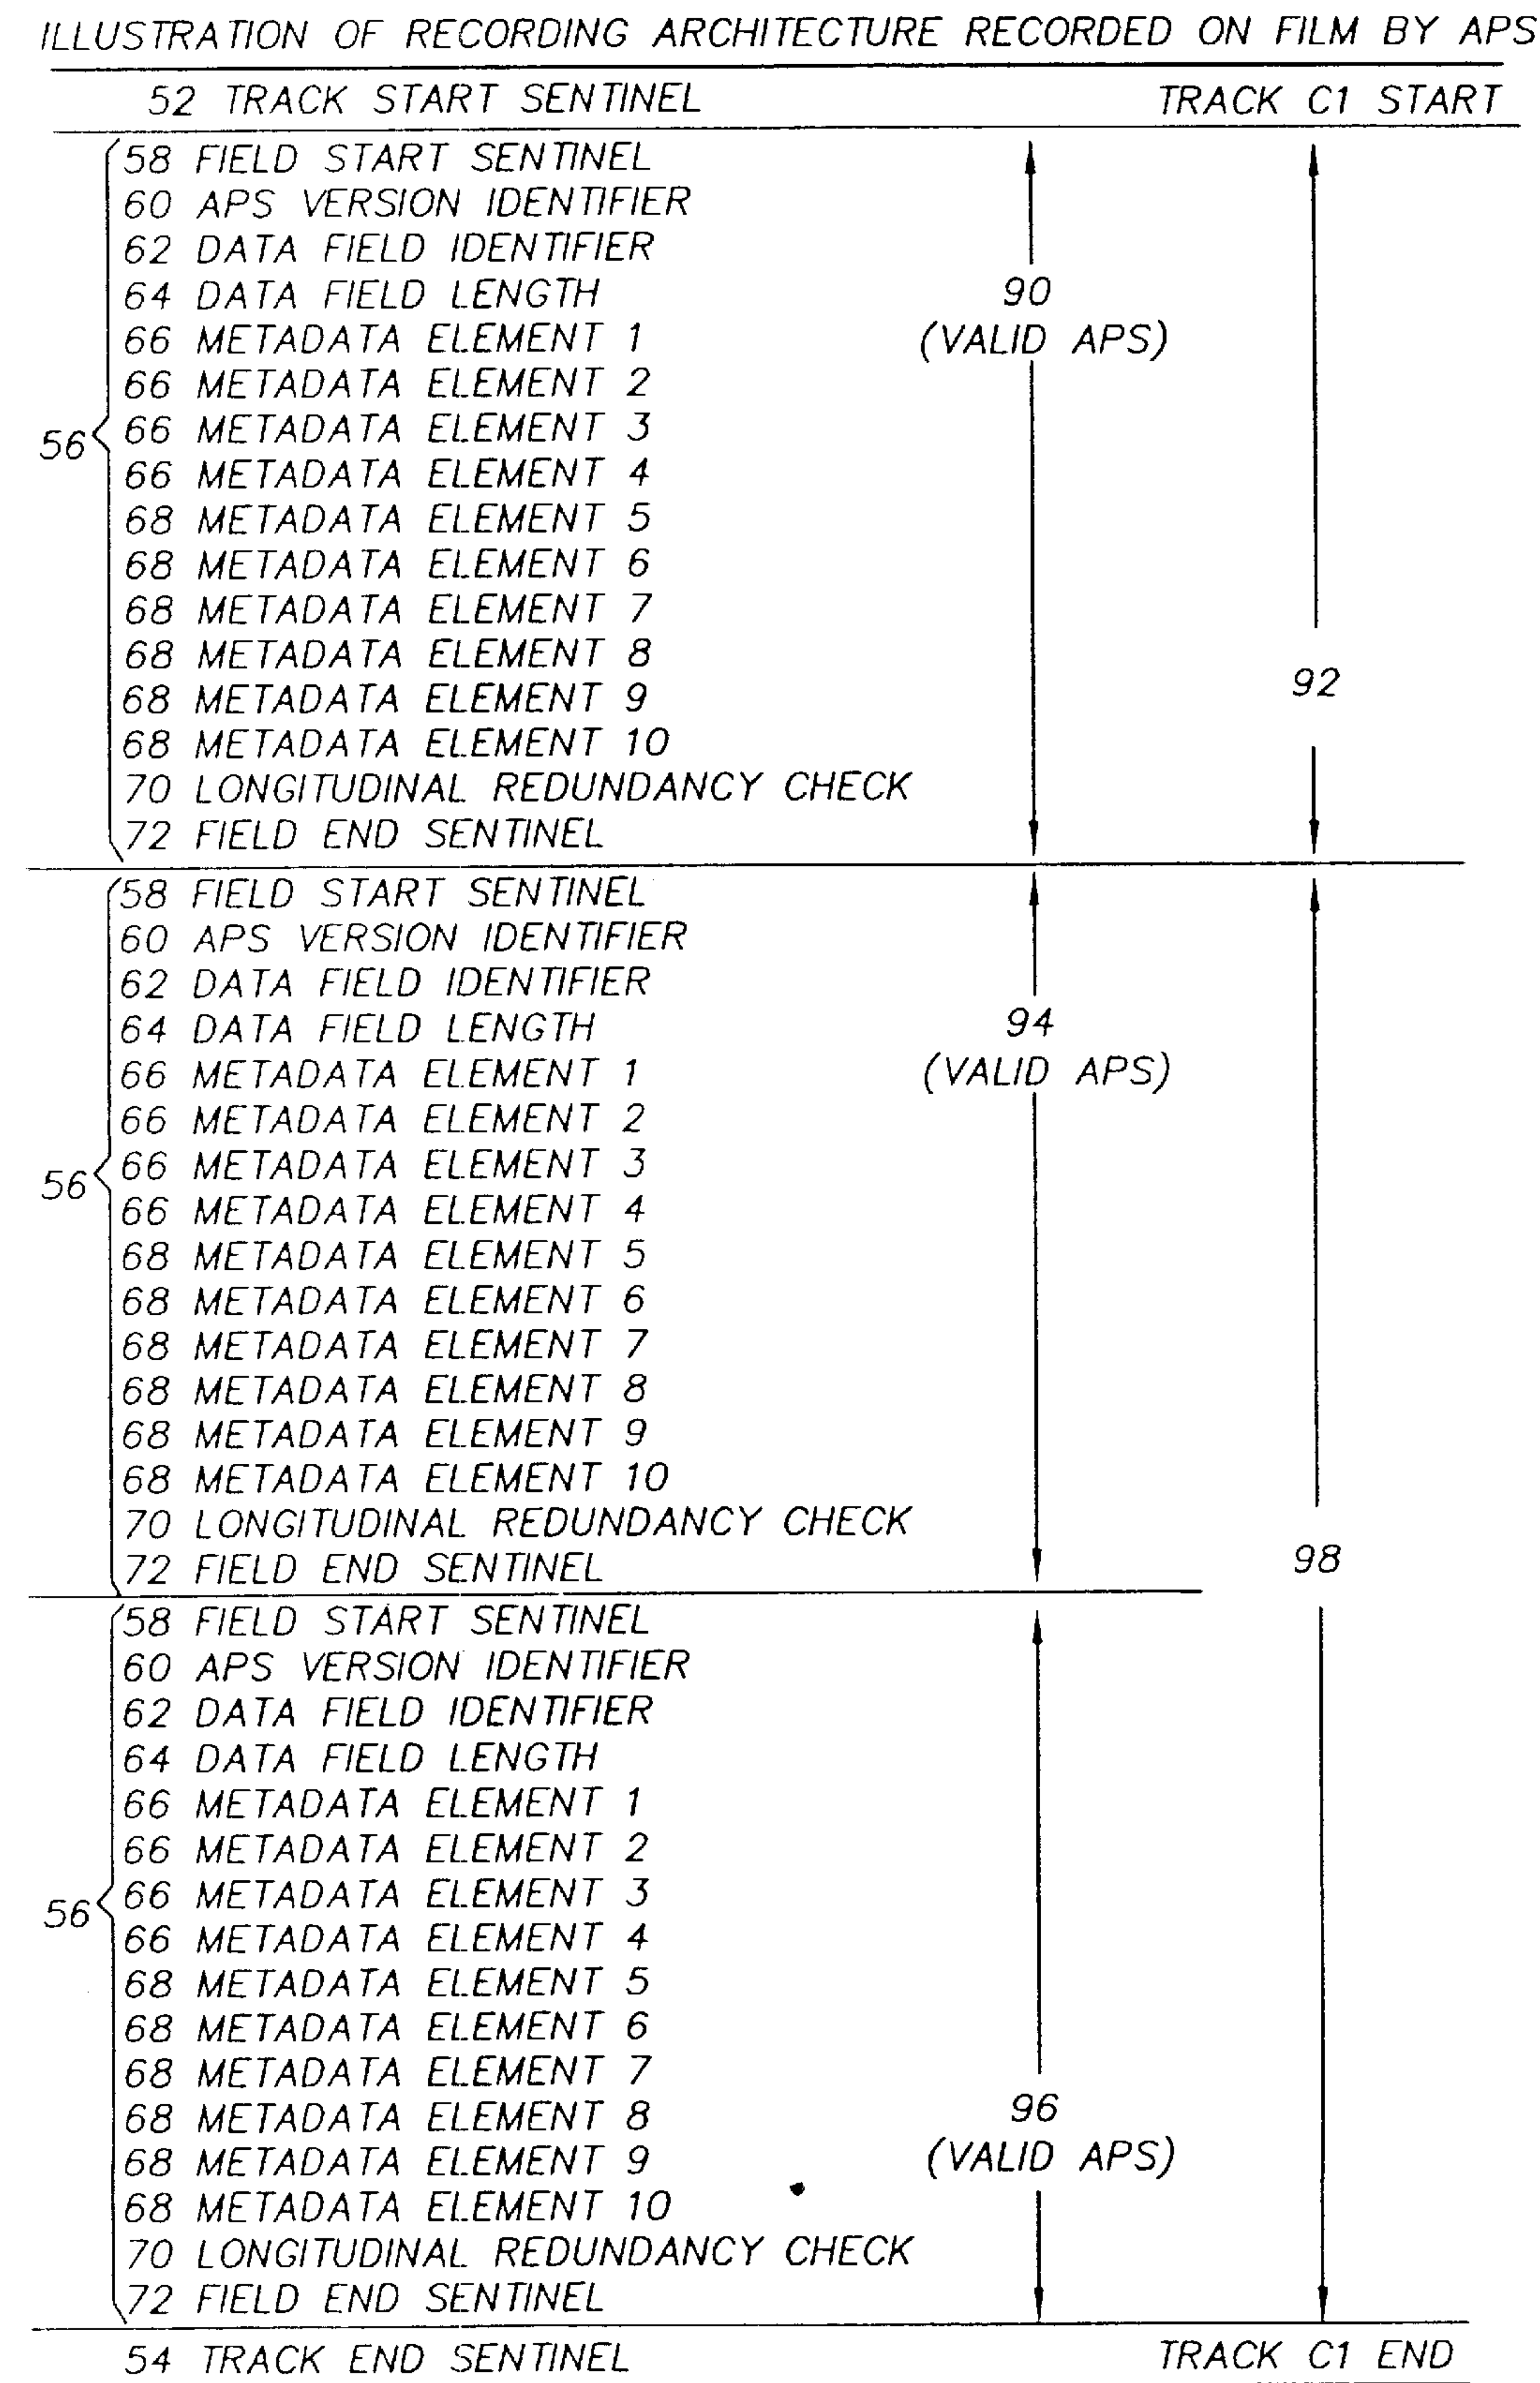 ILLUSTRATION OF RECORDING ARCHITECTURE RECORDED ON FILM BY APS
52 TRACK START SENTINEL TRACK C1 START
58 FIELD START SENTINEL
60 APS VERSION IDENTIFIER
62 DATA FIELD IDENTIFIER
64 DATA FIELD LENGTH 90
66 METADATA ELEMENT 1 (VALID APS)
66 METADATA ELEMENT 2
56 66 METADATA ELEMENT 3
66 METADATA ELEMENT 4
68 METADATA ELEMENT 5
68 METADATA ELEMENT 6
68 METADATA ELEMENT 7
68 METADATA ELEMENT 8
68 METADATA ELEMENT 9 92
68 METADATA ELEMENT 10
70 LONGITUDINAL REDUNDANCY CHECK
72 FIELD END SENTINEL
58 FIELD START SENTINEL
60 APS VERSION IDENTIFIER
62 DATA FIELD IDENTIFIER
64 DATA FIELD LENGTH 94
66 METADATA ELEMENT 1 (VALID APS)
66 METADATA ELEMENT 2
56 66 METADATA ELEMENT 3
66 METADATA ELEMENT 4
68 METADATA ELEMENT 5
68 METADATA ELEMENT 6
68 METADATA ELEMENT 7
68 METADATA ELEMENT 8
68 METADATA ELEMENT 9
68 METADATA ELEMENT 10
70 LONGITUDINAL REDUNDANCY CHECK
72 FIELD END SENTINEL 98
58 FIELD START SENTINEL
60 APS VERSION IDENTIFIER
62 DATA FIELD IDENTIFIER
64 DATA FIELD LENGTH
66 METADATA ELEMENT 1
66 METADATA ELEMENT 2
56 66 METADATA ELEMENT 3
66 METADATA ELEMENT 4
68 METADATA ELEMENT 5
68 METADATA ELEMENT 6
68 METADATA ELEMENT 7
68 METADATA ELEMENT 8 96
68 METADATA ELEMENT 9 (VALID APS)
68 METADATA ELEMENT 10
70 LONGITUDINAL REDUNDANCY CHECK
72 FIELD END SENTINEL
54 TRACK END SENTINEL TRACK C1 END